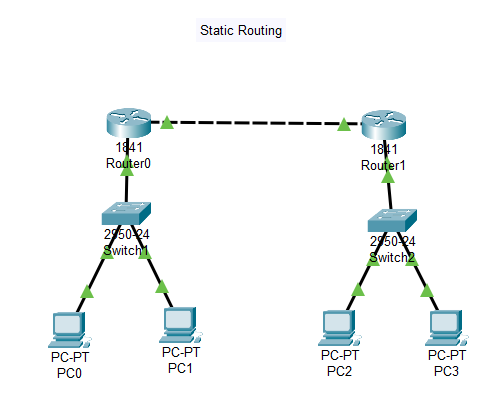 Static Routing
1841
Router0
1841
Router1
2950-24
Switch1
2950-24
Switch2
PC-PT
PC0
PC-PT
PC1
PC-PT
PC2
PC-PT
PC3